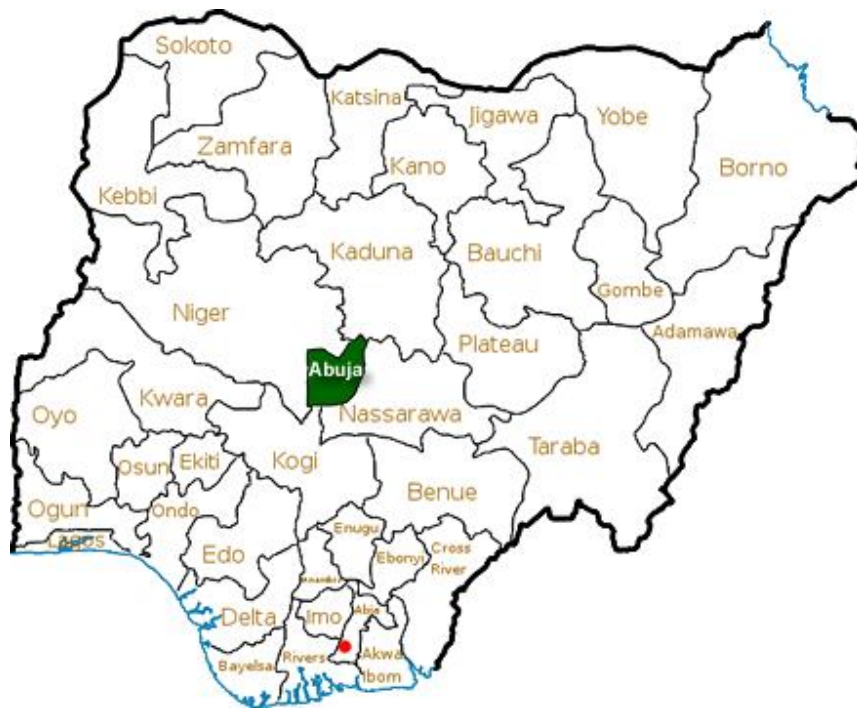 Sokoto
Katsina
Jigawa
Yobe
Zamfara
Kano
Borno
Kebbi
Kaduna
Bauchi
Gombe
Niger
Adamawa
Plateau
Abuja
Kwara
Nassarawa
Oyo
Taraba
Osun
Ekiti
Kogi
Benue
Ogun
Ondo
Enugu
Lagos
Edo
Ebonyi
Cross
River
Imo
Abia
Delta
Rivers
Akwa
Ibom
Bayelsa